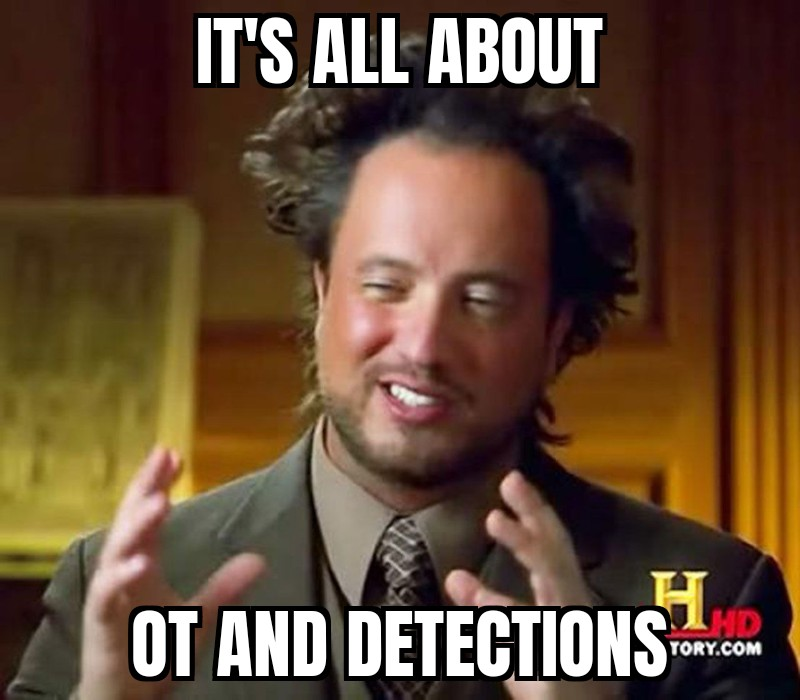 IT'S ALL ABOUT
OT AND DETECTIONS
H HD
TORY.COM